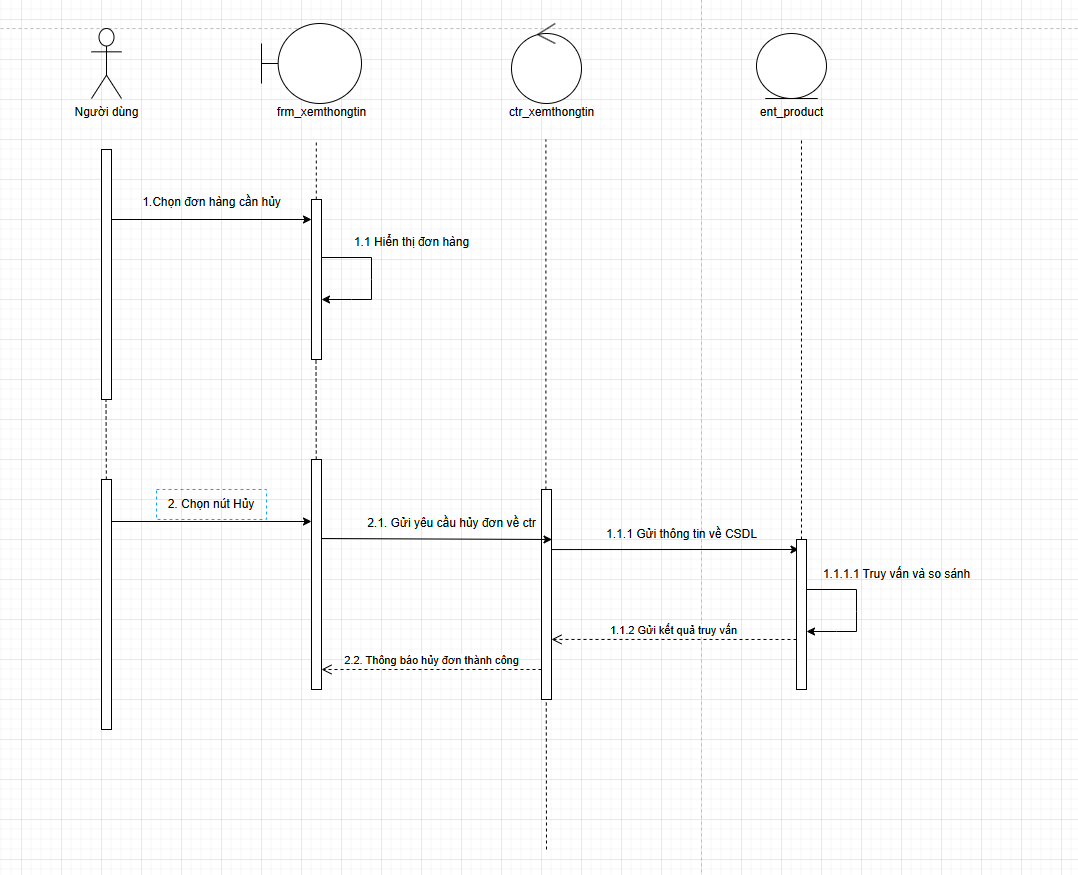 Người dùng
frm_xemthongtin
ctr_xemthongtin
ent_product
1.Chọn đơn hàng cần hủy
1.1 Hiển thị đơn hàng
2. Chọn nút Hủy
2.1. Gửi yêu cầu hủy đơn về ctr
1.1.1 Gửi thông tin về CSDL
1.1.1.1 Truy vấn và so sánh
1.1.2 Gửi kết quả truy vấn
2.2. Thông báo hủy đơn thành công